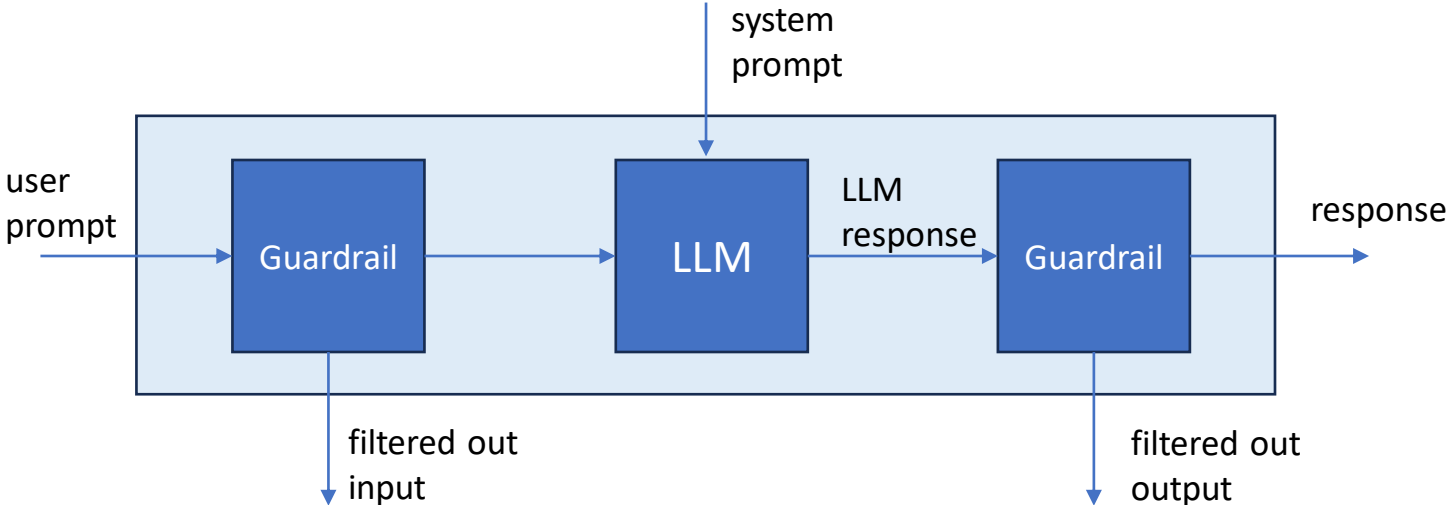 system
prompt
user
prompt
Guardrail
LLM
LLM
response
Guardrail
response
filtered out
input
filtered out
output